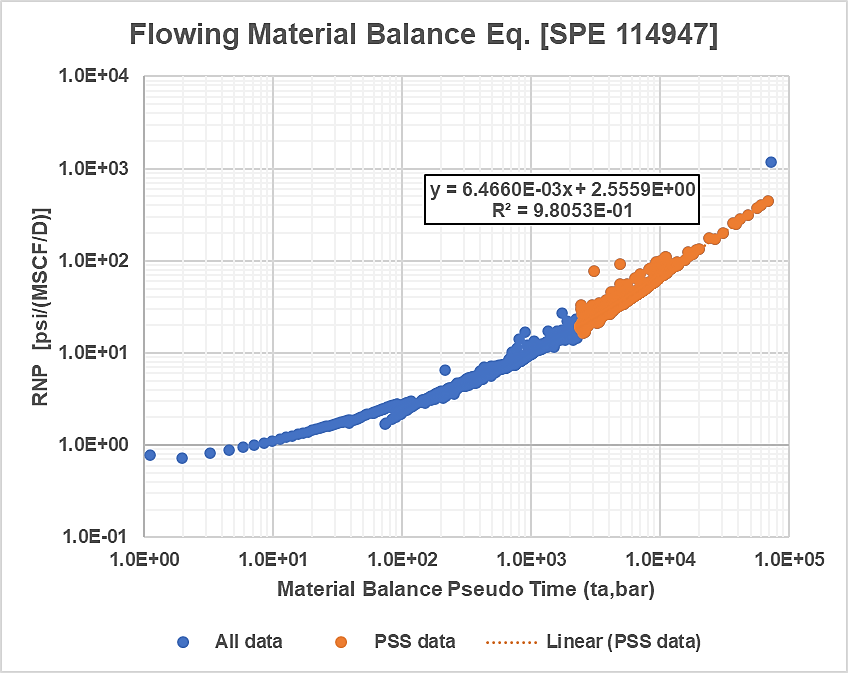 Flowing Material Balance Eq. [SPE 114947]
1.0E+04
1.0E+03
1.0E+02
1.0E+01
1.0E+00
1.0E-01
RNP [psi/(MSCF/D)]
y = 6.4660E-03x + 2.5559E+00
R² = 9.8053E-01
1.0E+00 1.0E+01 1.0E+02 1.0E+03 1.0E+04 1.0E+05
Material Balance Pseudo Time (ta,bar)
All data PSS data Linear (PSS data)